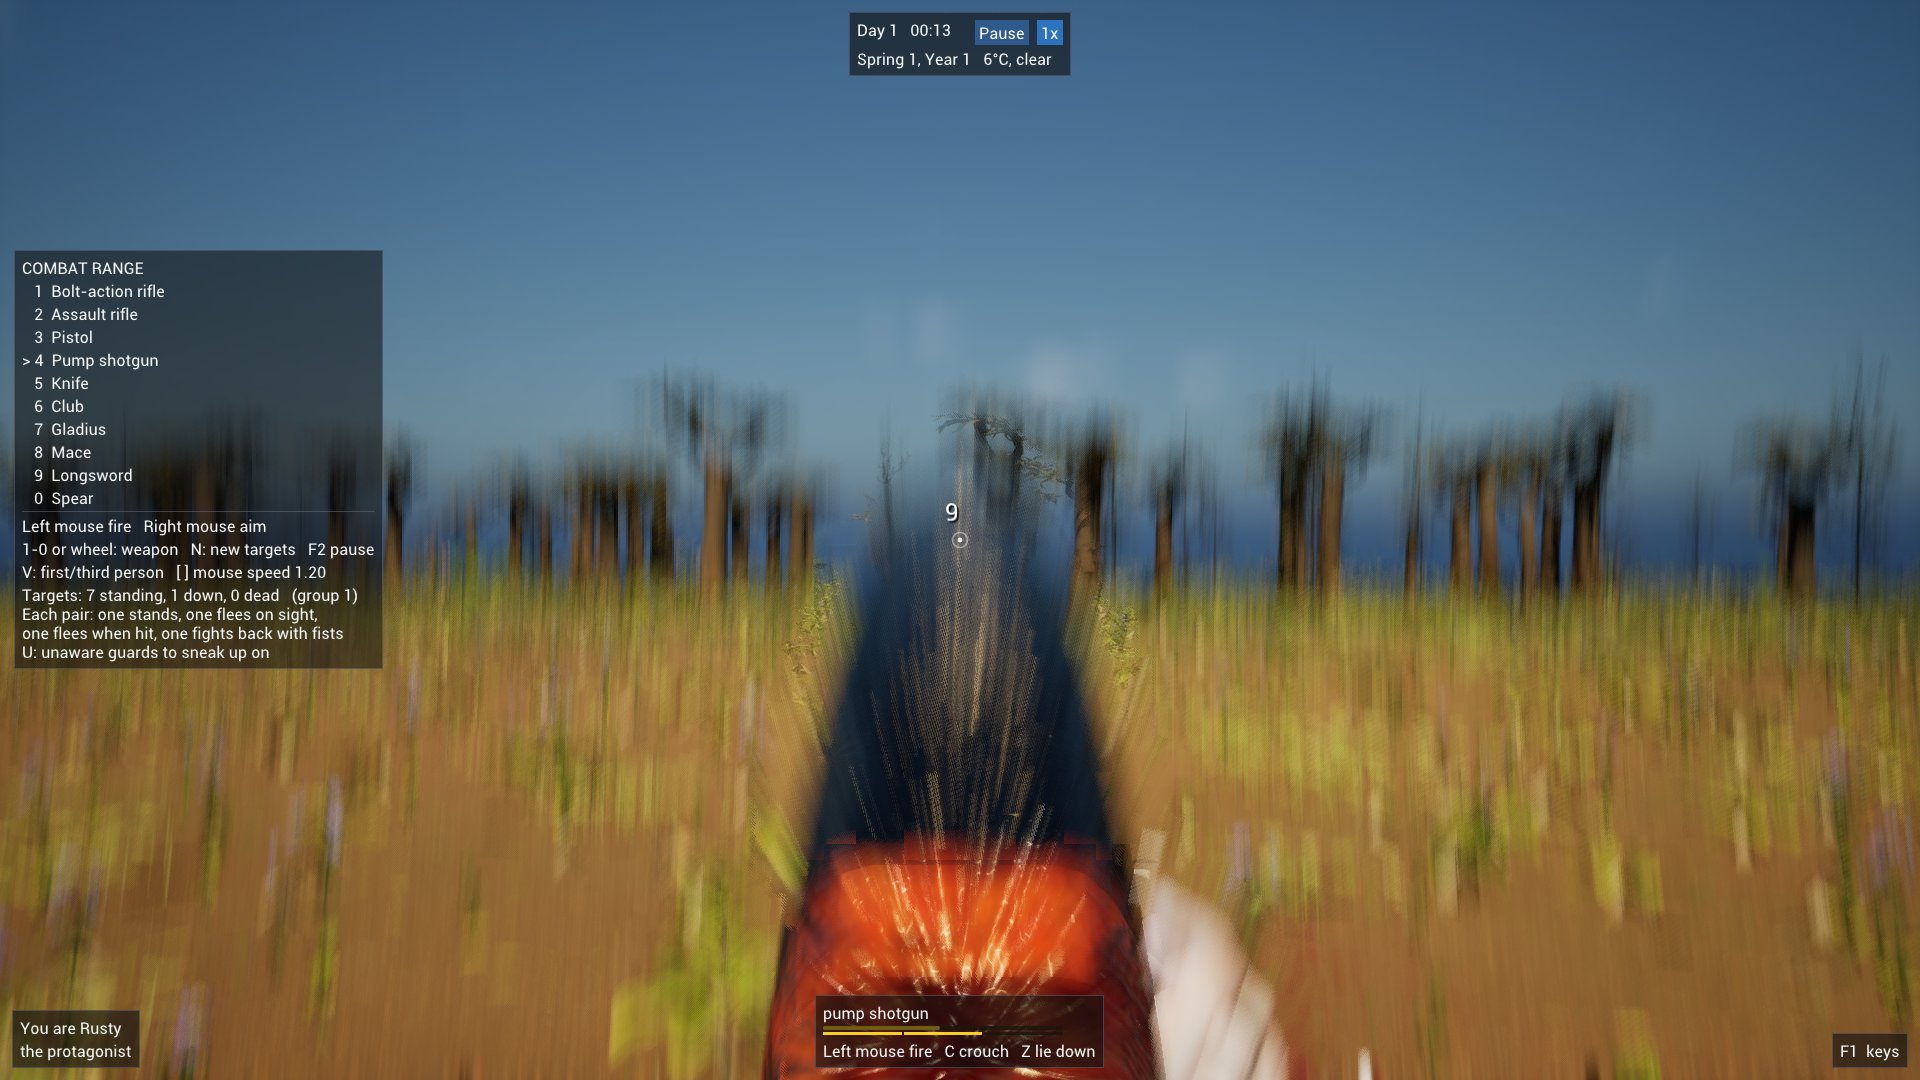 Day 1 00:13 Pause 1x
Spring 1, Year 1 6°C, clear
COMBAT RANGE
1 Bolt-action rifle
2 Assault rifle
3 Pistol
> 4 Pump shotgun
5 Knife
6 Club
7 Gladius
8 Mace
9 Longsword
0 Spear
Left mouse fire Right mouse aim
1-0 or wheel: weapon N: new targets F2 pause
V: first/third person [ ] mouse speed 1.20
Targets: 7 standing, 1 down, 0 dead (group 1)
Each pair: one stands, one flees on sight,
one flees when hit, one fights back with fists
U: unaware guards to sneak up on
9
pump shotgun
Left mouse fire C crouch Z lie down
You are Rusty
the protagonist
F1 keys